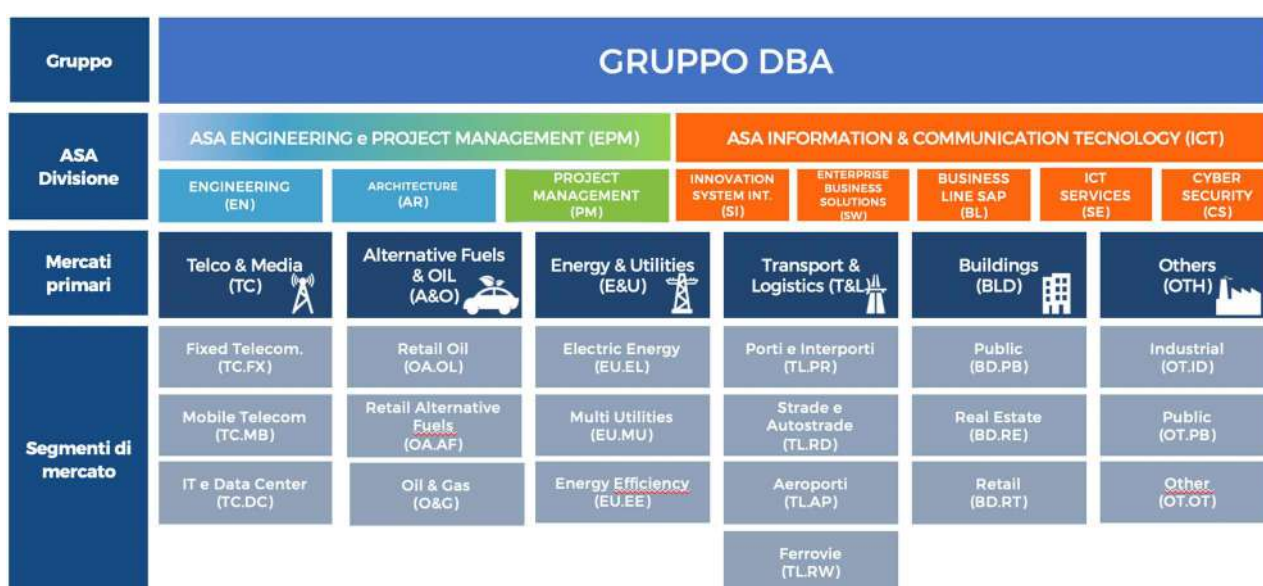 Gruppo
GRUPPO DBA
ASA
Divisione
ASA ENGINEERING e PROJECT MANAGEMENT (EPM)
ASA INFORMATION & COMMUNICATION TECNOLOGY (ICT)
ENGINEERING
(EN)
ARCHITECTURE
(AR)
PROJECT
MANAGEMENT
(PM)
INNOVATION
SYSTEM INT.
(SI)
ENTERPRISE
BUSINESS
SOLUTIONS
(SW)
BUSINESS
LINE SAP
(BL)
ICT
SERVICES
(SE)
CYBER
SECURITY
(CS)
Mercati
primari
Telco & Media
(TC)
Alternative Fuels
& OIL
(A&O)
Energy & Utilities
(E&U)
Transport &
Logistics (T&L)
Buildings
(BLD)
Others
(OTH)
Segmenti di
mercato
Fixed Telecom.
(TC.FX)
Retail Oil
(OA.OL)
Electric Energy
(EU.EL)
Porti e Interporti
(TL.PR)
Public
(BD.PB)
Industrial
(OT.ID)
Mobile Telecom
(TC.MB)
Retail Alternative
Fuels
(OA.AF)
Multi Utilities
(EU.MU)
Strade e
Autostrade
(TL.RD)
Real Estate
(BD.RE)
Public
(OT.PB)
IT e Data Center
(TC.DC)
Oil & Gas
(O&G)
Energy Efficiency
(EU.EE)
Aeroporti
(TL.AP)
Retail
(BD.RT)
Other
(OT.OT)
Ferrovie
(TL.RW)